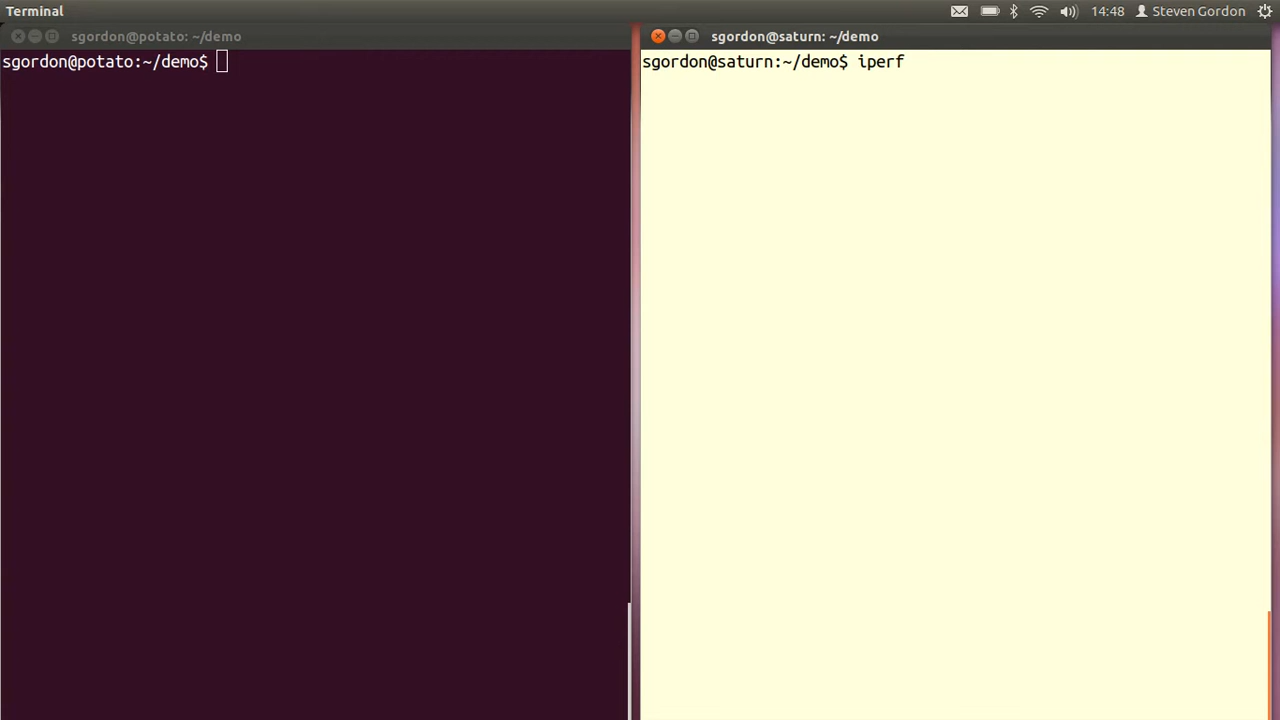 Terminal
14:48 Steven Gordon
sgordon@potato: ~/demo
sgordon@potato:~/demo$
sgordon@saturn: ~/demo
sgordon@saturn:~/demo$ iperf